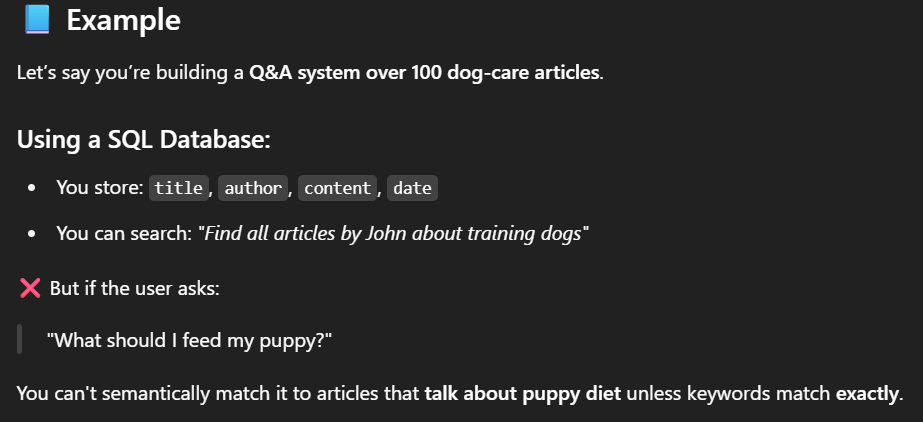 📘 Example
Let's say you're building a Q&A system over 100 dog-care articles.
Using a SQL Database:
• You store: title, author, content, date
• You can search: "Find all articles by John about training dogs"
❌ But if the user asks:
"What should I feed my puppy?"
You can't semantically match it to articles that talk about puppy diet unless keywords match exactly.